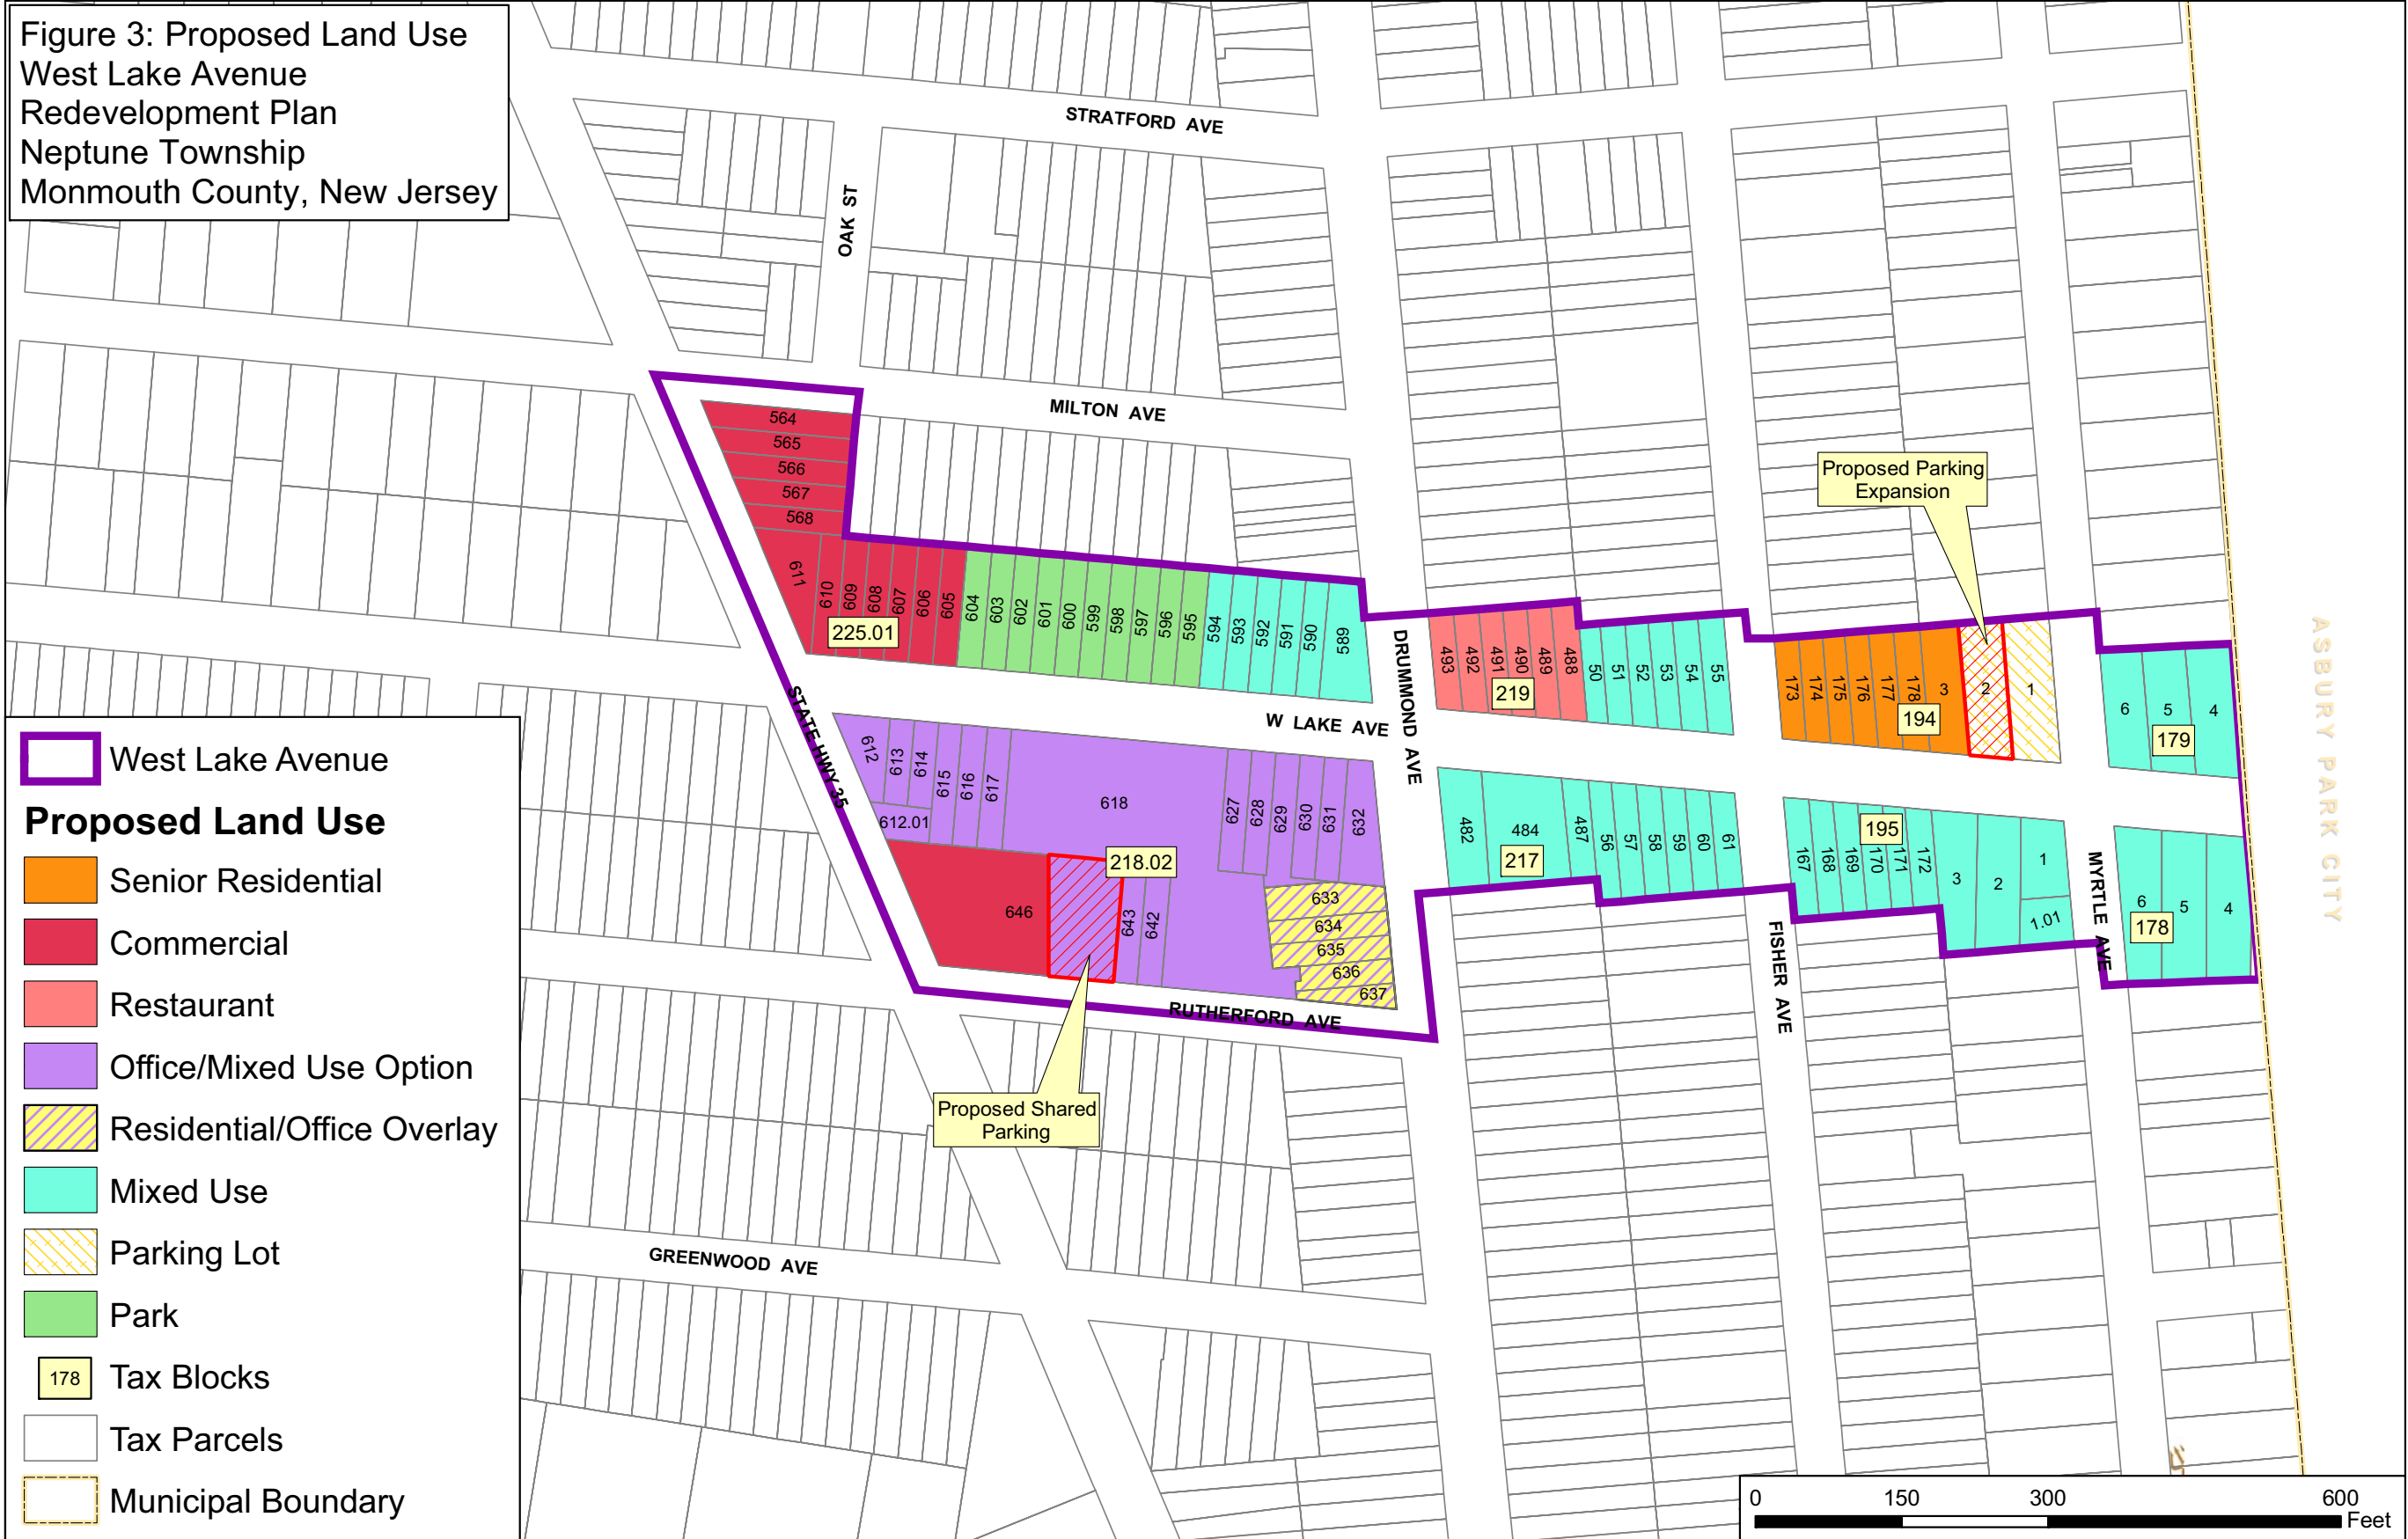 Figure 3: Proposed Land Use
West Lake Avenue
Redevelopment Plan
Neptune Township
Monmouth County, New Jersey
STRATFORD AVE
OAK ST
MILTON AVE
Proposed Parking
Expansion
564
565
566
567
568
611
610
609
608
607
606
605
604
603
602
601
600
599
598
597
596
595
594
593
592
591
590
589
225.01
DRUMMOND AVE
493
492
491
490
489
488
50
51
52
53
54
55
219
173
174
175
176
177
178
3
2
1
194
6
5
4
179
ASBURY PARK CITY
STATE HWY 35
W LAKE AVE
612
613
614
615
616
617
618
627
628
629
630
631
632
612.01
218.02
646
643
642
633
634
635
636
637
482
484
487
56
57
58
59
60
61
217
167
168
169
170
171
172
3
2
1
1.01
195
MYRTLE AVE
6
5
4
178
FISHER AVE
RUTHERFORD AVE
Proposed Shared
Parking
GREENWOOD AVE
West Lake Avenue
Proposed Land Use
Senior Residential
Commercial
Restaurant
Office/Mixed Use Option
Residential/Office Overlay
Mixed Use
Parking Lot
Park
178 Tax Blocks
Tax Parcels
Municipal Boundary
0 150 300 600
Feet